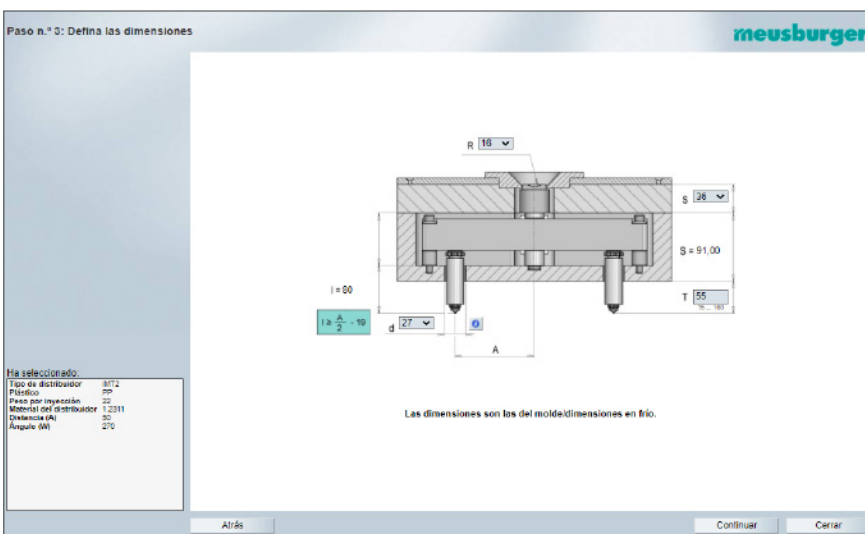 Paso n.º 3: Defina las dimensiones
meusburger
R 16
S 36
S = 91,00
l = 80
T 55
15 ... 160
l ≥ A/2 - 19
d 27
A
Ha seleccionado:
Tipo de distribuidor IMT2
Plástico PP
Peso por inyección 22
Material del distribuidor 1.2311
Distancia (A) 50
Ángulo (W) 270
Las dimensiones son las del molde/dimensiones en frío.
Atrás
Continuar
Cerrar